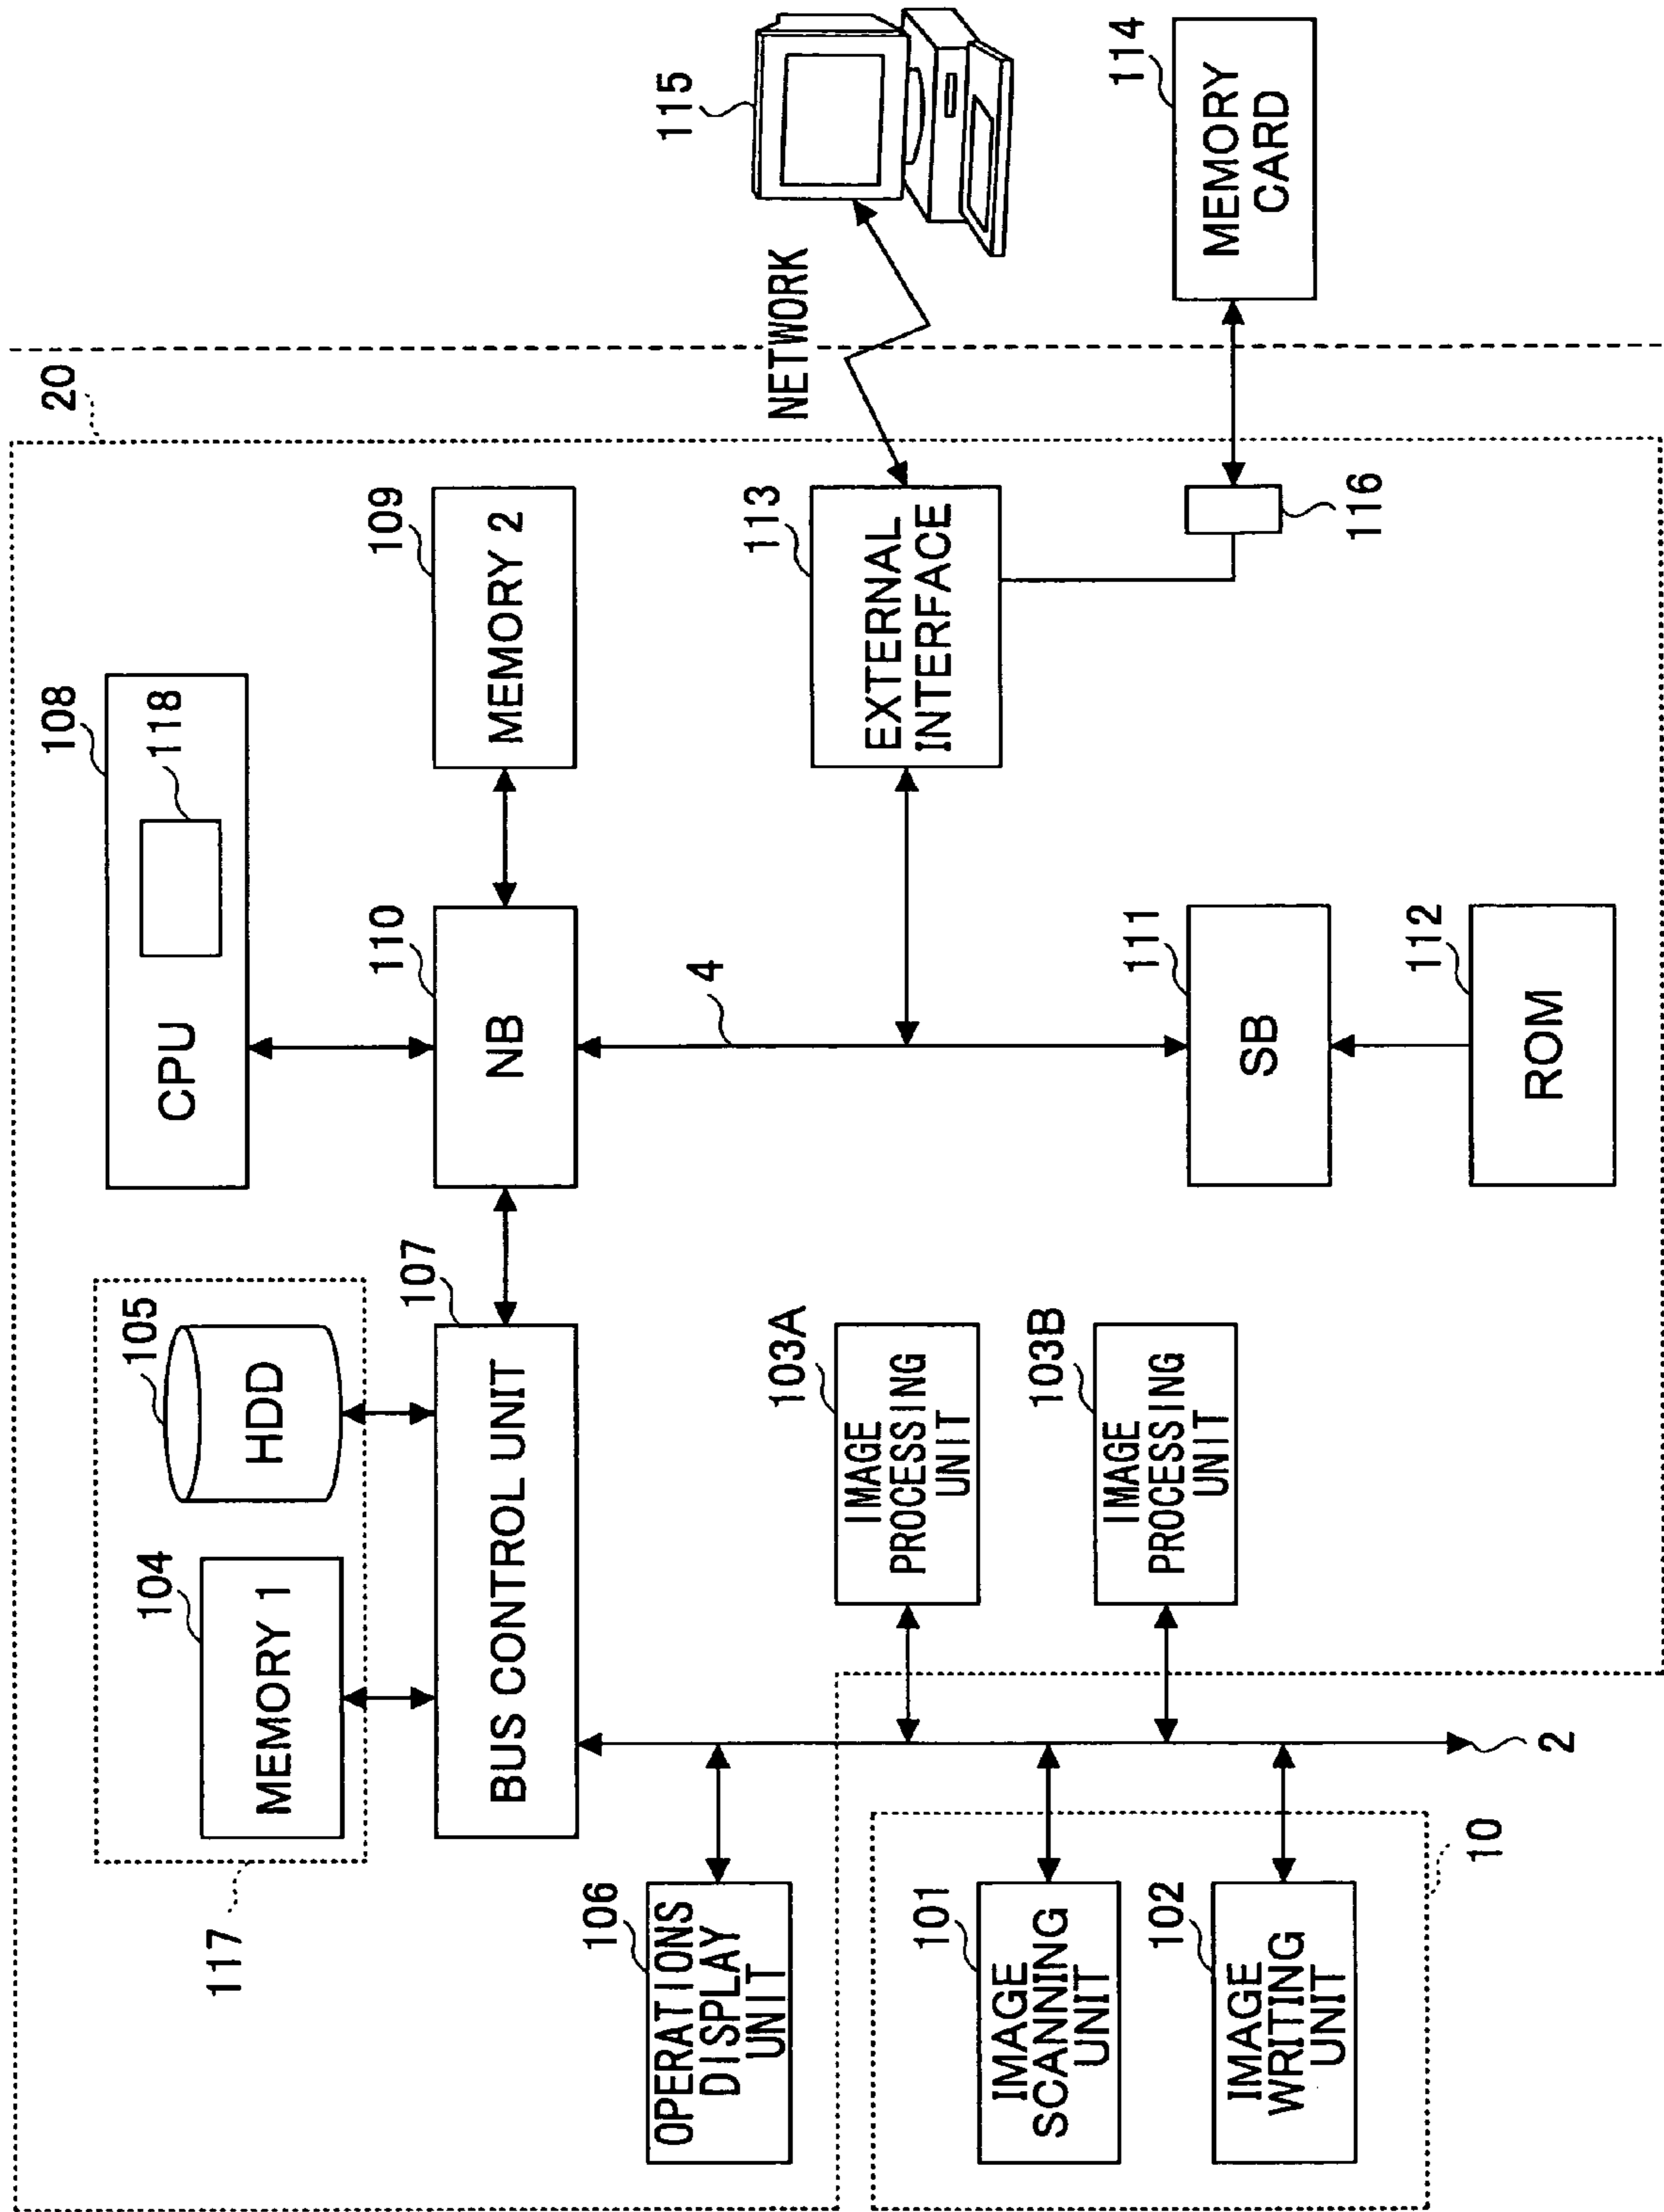 117
104
MEMORY 1
105
HDD
108
CPU
118
20
107
BUS CONTROL UNIT
110
NB
109
MEMORY 2
106
OPERATIONS
DISPLAY
UNIT
4
103A
IMAGE
PROCESSING
UNIT
113
EXTERNAL
INTERFACE
NETWORK
115
101
IMAGE
SCANNING
UNIT
103B
IMAGE
PROCESSING
UNIT
111
SB
116
114
MEMORY
CARD
102
IMAGE
WRITING
UNIT
10
2
112
ROM